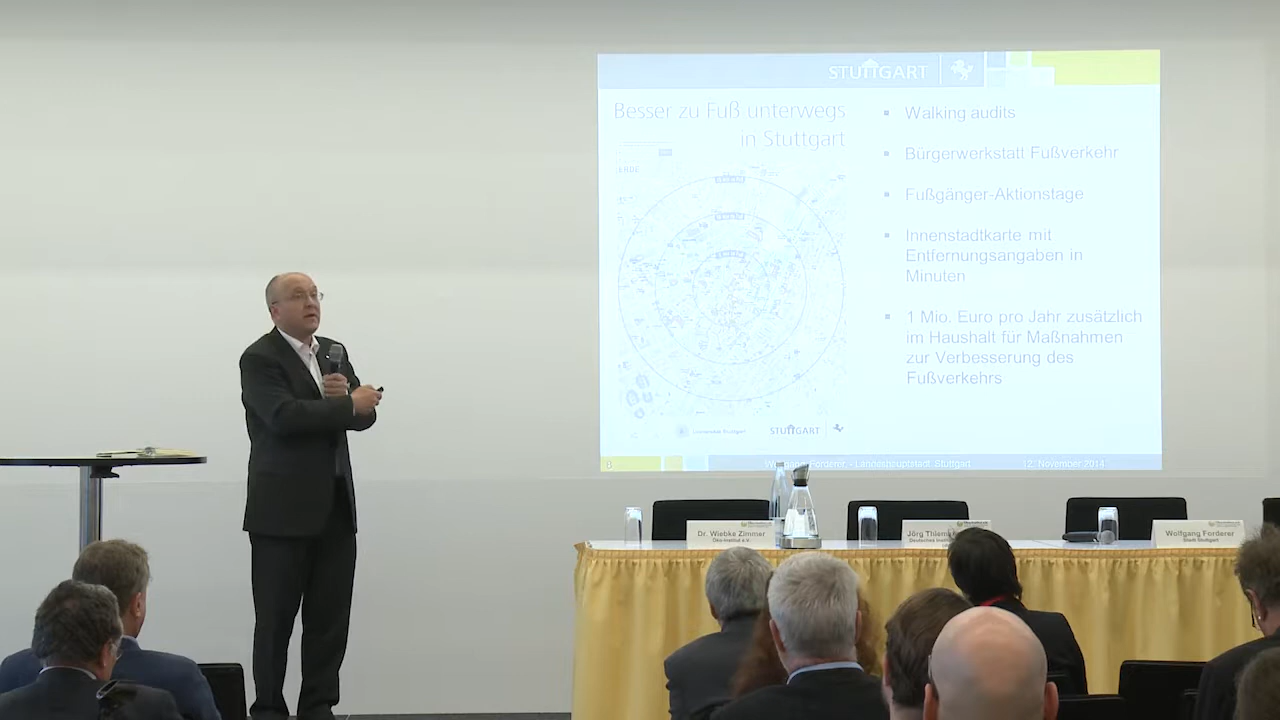 STUTTGART
Besser zu Fuß unterwegs
in Stuttgart
Walking audits
Bürgerwerkstatt Fußverkehr
Fußgänger-Aktionstage
Innenstadtkarte mit
Entfernungsangaben in
Minuten
1 Mio. Euro pro Jahr zusätzlich
im Haushalt für Maßnahmen
zur Verbesserung des
Fußverkehrs
STUTTGART
Forderer - Landeshauptstadt Stuttgart
12. November 2014
Dr. Wiebke Zimmer
Öko-Institut e.V.
Jörg
Deutsches
Wolfgang Forderer
Stadt Stuttgart